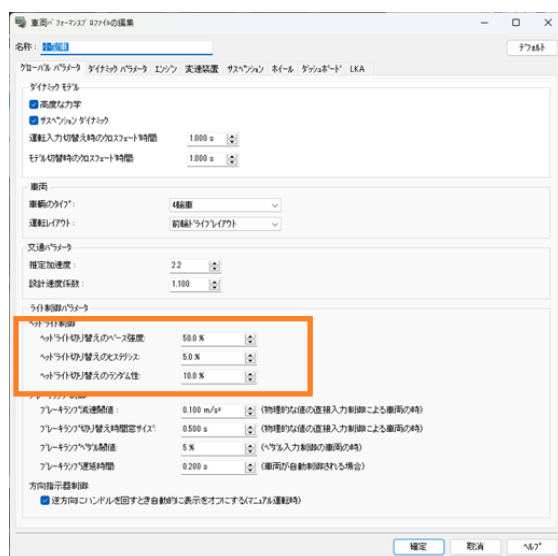 車両パフォーマンスプロファイルの編集
名称: 小型車
デフォルト
グローバル パラメータ ダイナミック パラメータ エンジン 変速装置 サスペンション ホイール ダッシュボード LKA
ダイナミック モデル
高度な力学
サスペンション ダイナミック
運転入力切替え時のクロスフェード時間: 1.000 s
モデル切替時のクロスフェード時間: 1.000 s
車両
車輌のタイプ: 4輪車
運転レイアウト: 前輪ドライブレイアウト
交通パラメータ
推定加速度: 2.2
設計速度係数: 1.100
ライト制御パラメータ
ヘッドライト制御
ヘッドライト切り替えのベース強度: 50.0 %
ヘッドライト切り替えのヒステリシス: 5.0 %
ヘッドライト切り替えのランダム性: 10.0 %
ブレーキランプ減速閾値: 0.100 m/s² (物理的な値の直接入力制御による車両の時)
ブレーキランプ切り替え時間窓サイズ: 0.500 s (物理的な値の直接入力制御による車両の時)
ブレーキランプペダル閾値: 5 % (ペダル入力制御の車両の時)
ブレーキランプ遅延時間: 0.200 s (車両が自動制御される場合)
方向指示器制御:
逆方向にハンドルを回すとき自動的に表示をオフにする(マニュアル運転時)
確定 取消 ヘルプ